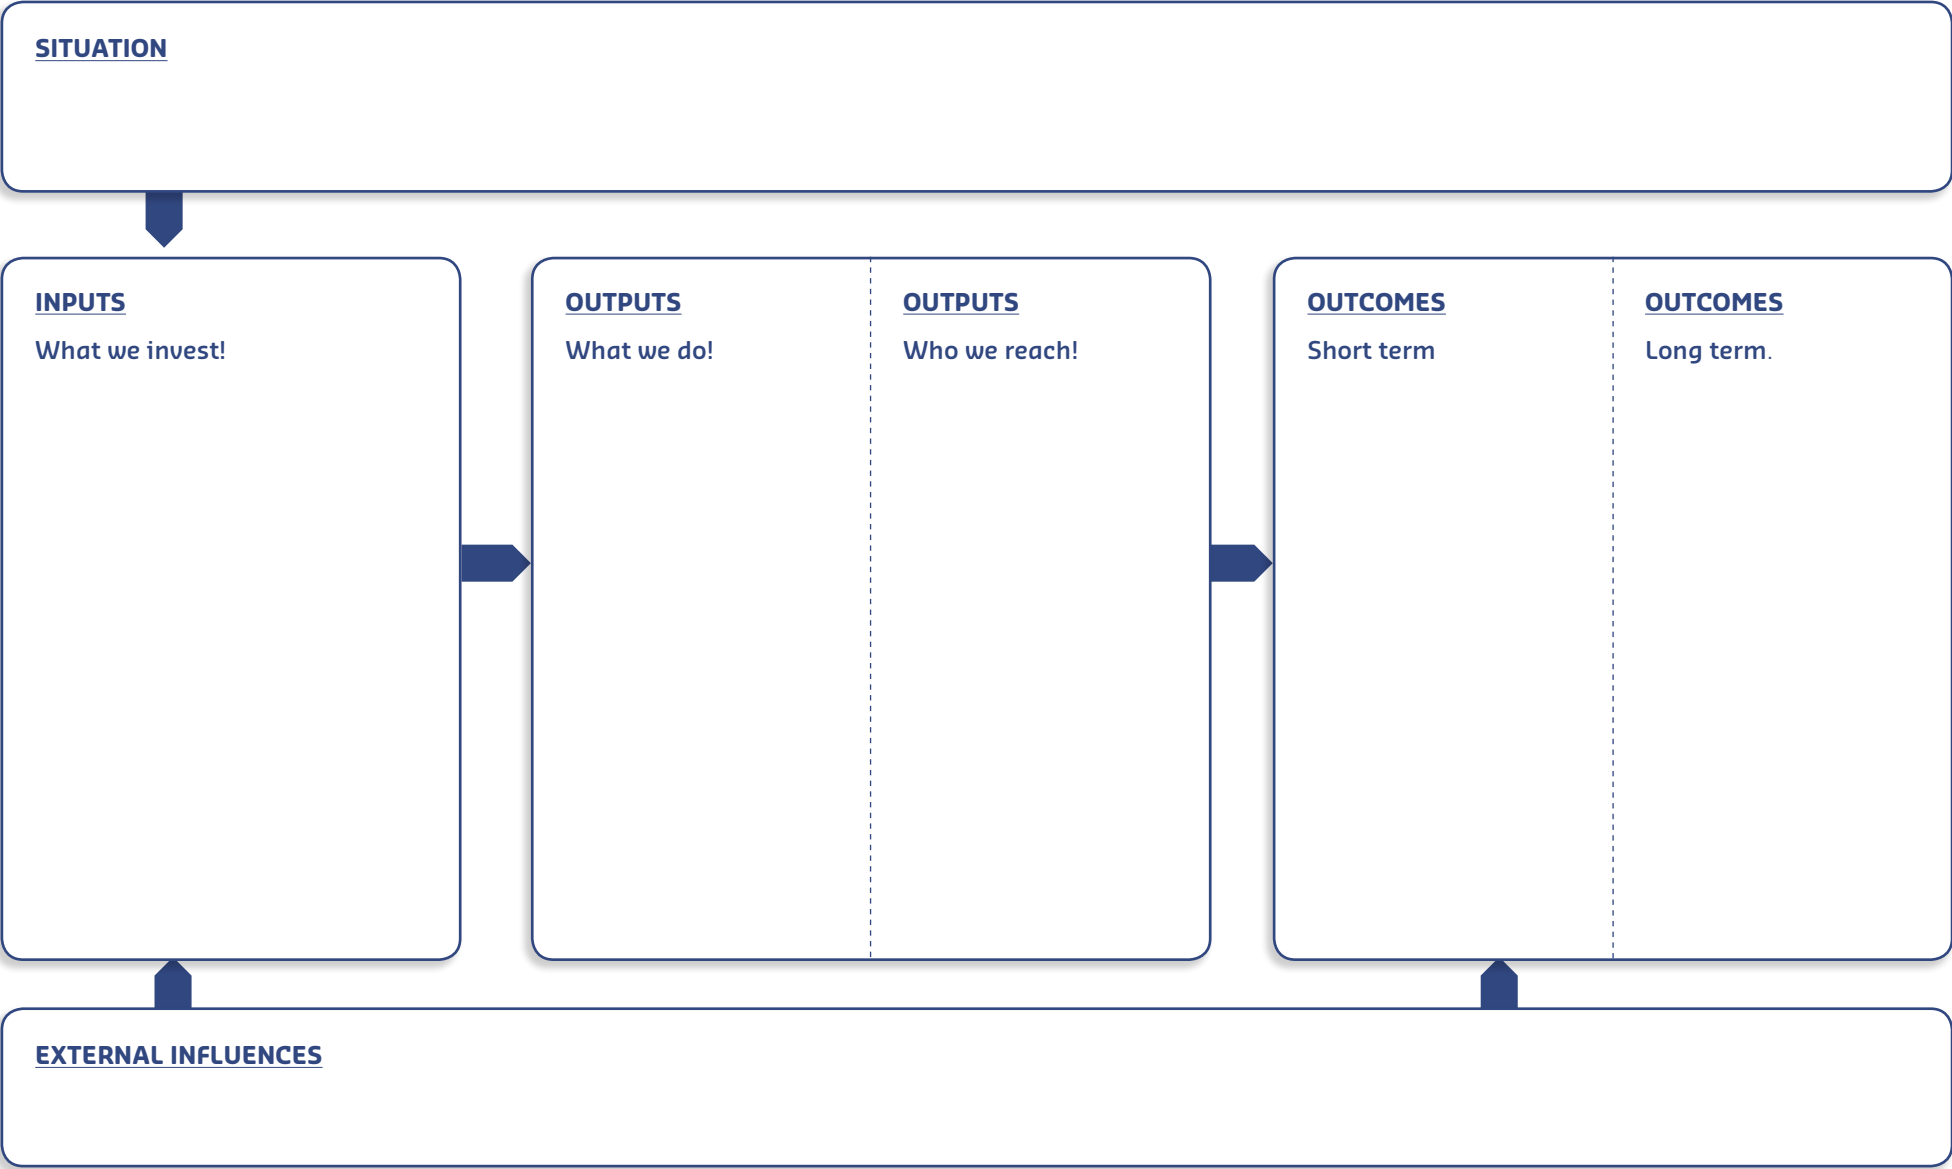 SITUATION
INPUTS
What we invest!
OUTPUTS
What we do!
OUTPUTS
Who we reach!
OUTCOMES
Short term
OUTCOMES
Long term.
EXTERNAL INFLUENCES